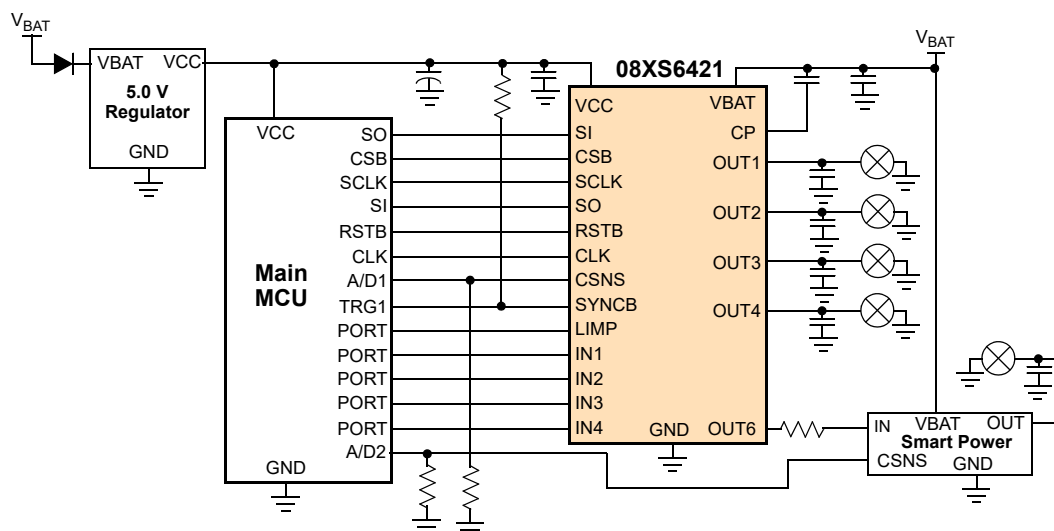 VBAT
VBAT
VBAT VCC
5.0 V
Regulator
GND
08XS6421
VCC
SO
CSB
SCLK
SI
RSTB
CLK
A/D1
TRG1
PORT
PORT
PORT
PORT
PORT
A/D2
Main
MCU
GND
VCC
SI
CSB
SCLK
SO
RSTB
CLK
CSNS
SYNCB
LIMP
IN1
IN2
IN3
IN4
VBAT
CP
OUT1
OUT2
OUT3
OUT4
GND OUT6
IN VBAT OUT
Smart Power
CSNS GND